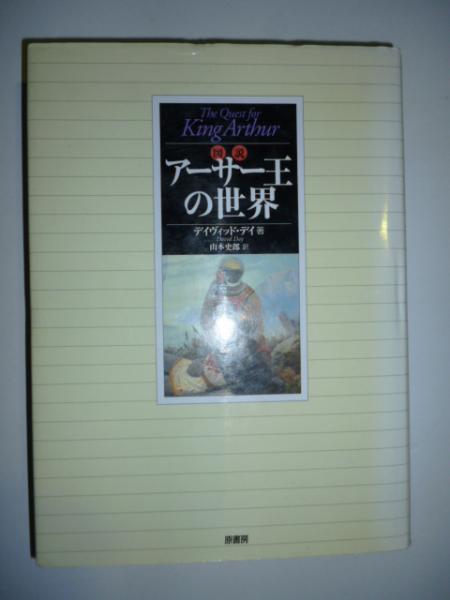 The Quest for
King Arthur
図説
アーサー王
の世界
デイヴィッド・デイ 著
David Day
山本史郎 訳
原書房